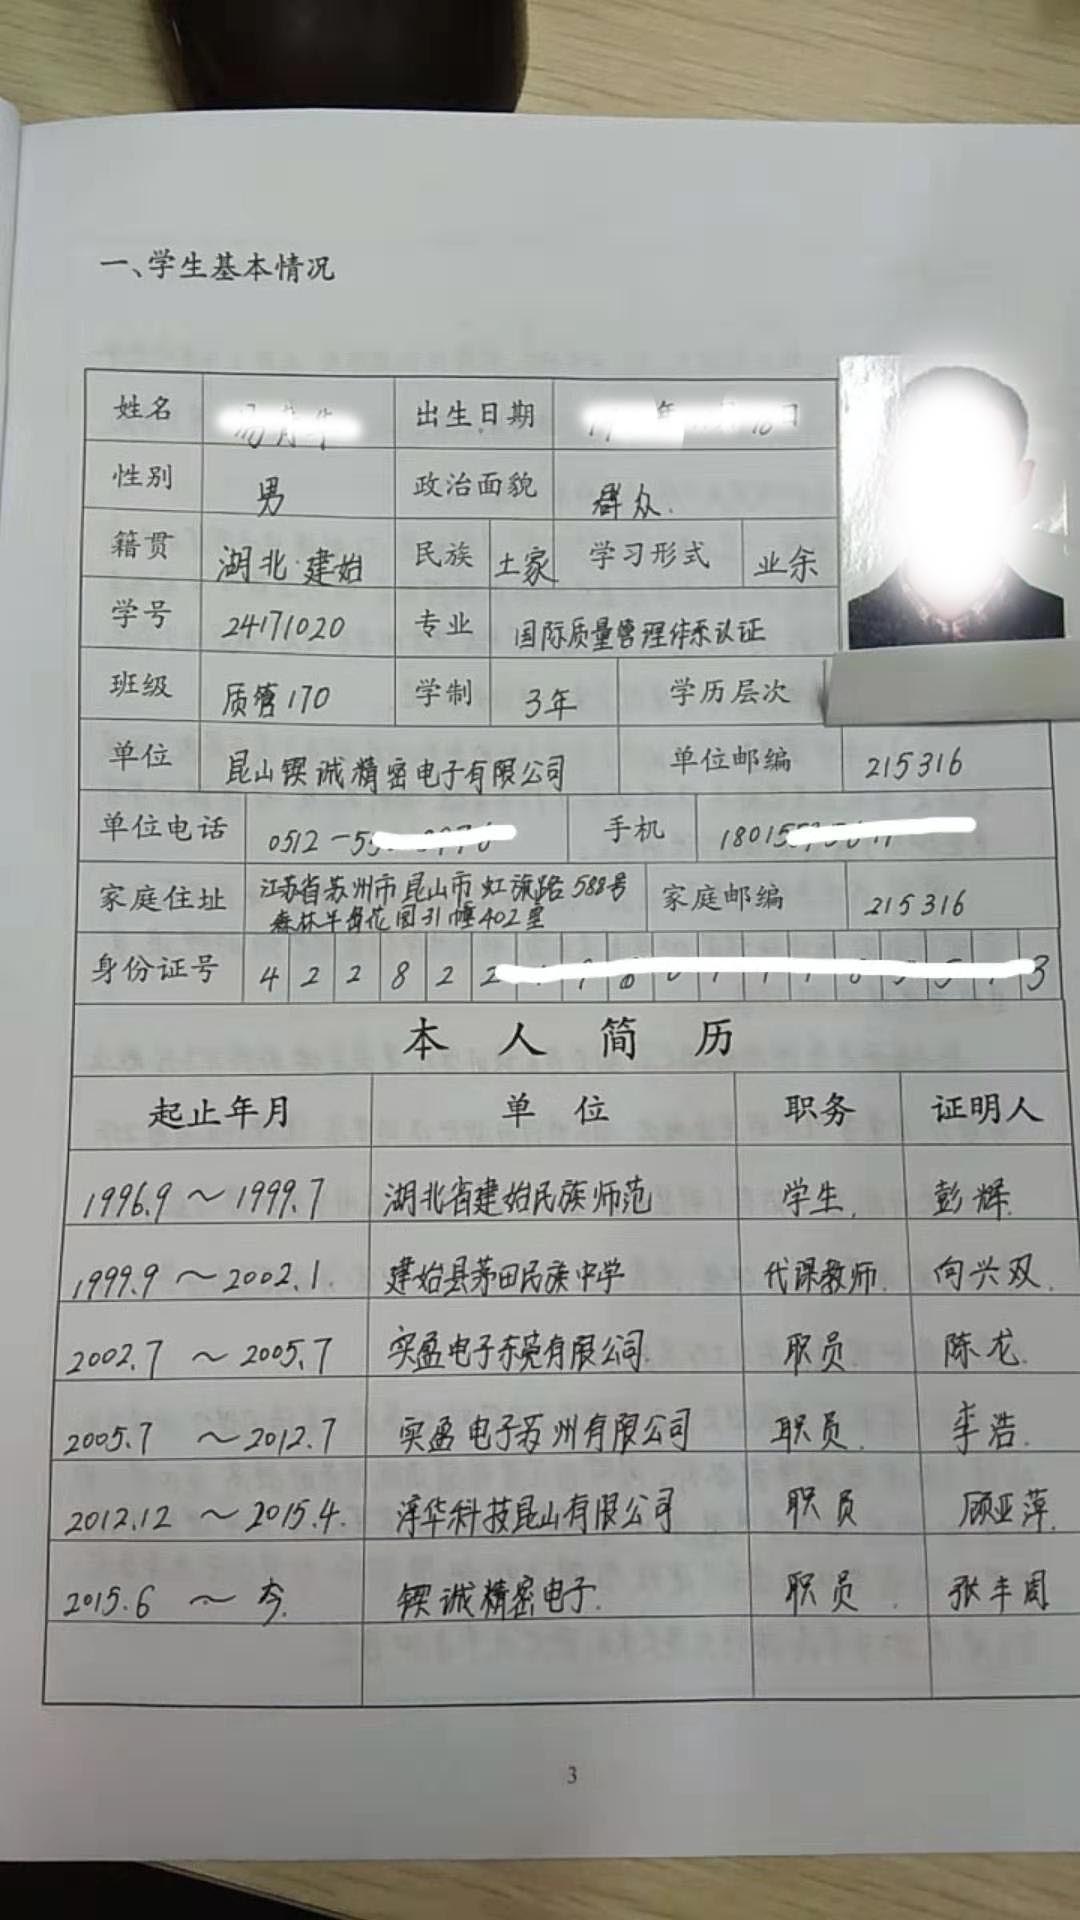 一、学生基本情况
姓名 出生日期
性别 男 政治面貌 群众.
籍贯 湖北·建始 民族 土家 学习形式 业余
学号 24171020 专业 国际质量管理体系认证
班级 质管170 学制 3年 学历层次
单位 昆山锲诚精密电子有限公司 单位邮编 215316
单位电话 0512-55 手机 18015
家庭住址 江苏省苏州市昆山市虹旗路588号 家庭邮编 215316
森林半岛花园31幢402室
身份证号 4 2 2 8 2 2 3
本人简历
起止年月 单位 职务 证明人
1996.9~1999.7 湖北省建始民族师范 学生. 彭辉.
1999.9~2002.1. 建始县茅田民族中学 代课教师. 向兴双.
2002.7~2005.7 实盈电子东莞有限公司. 职员. 陈龙.
2005.7~2012.7 实盈电子苏州有限公司 职员. 李浩.
2012.12~2015.4. 淳华科技昆山有限公司 职员 顾亚萍.
2015.6~今. 锲诚精密电子. 职员. 张丰周
3